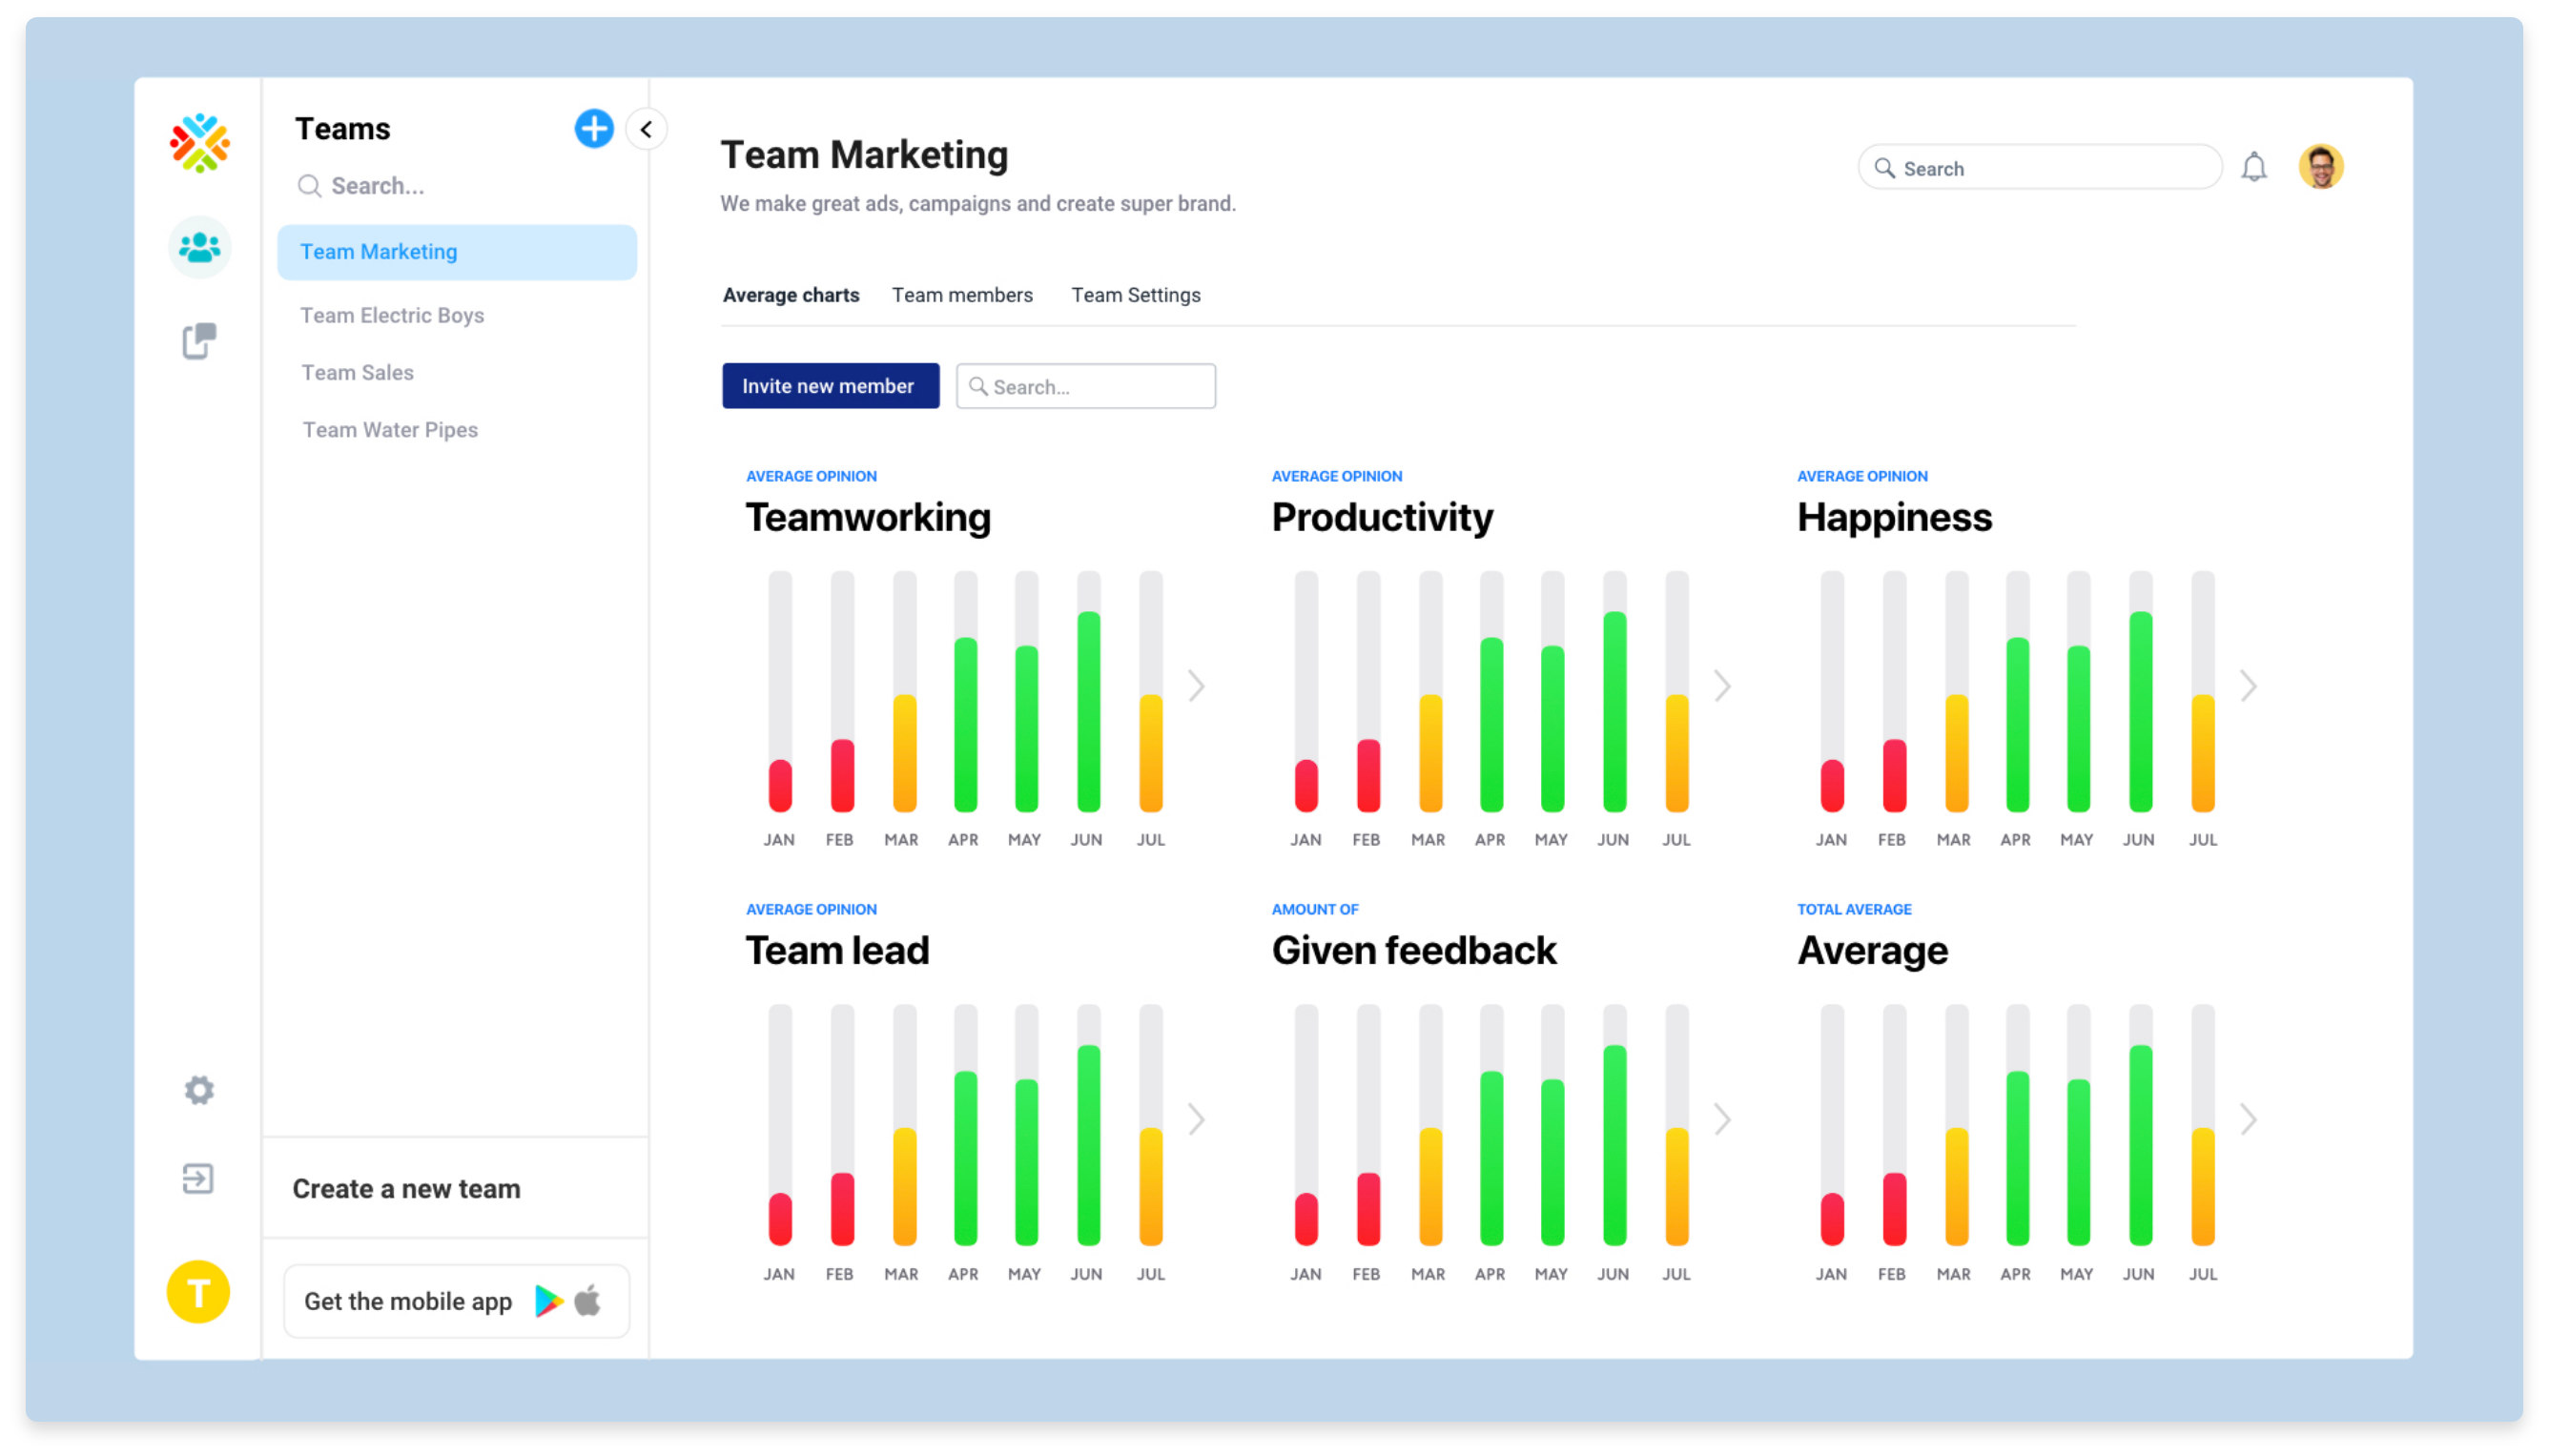 Teams
Search...
Team Marketing
Team Electric Boys
Team Sales
Team Water Pipes
Create a new team
Get the mobile app
T
Team Marketing
We make great ads, campaigns and create super brand.
Search
Average charts Team members Team Settings
Invite new member Search...
AVERAGE OPINION
Teamworking
JAN FEB MAR APR MAY JUN JUL
AVERAGE OPINION
Productivity
JAN FEB MAR APR MAY JUN JUL
AVERAGE OPINION
Happiness
JAN FEB MAR APR MAY JUN JUL
AVERAGE OPINION
Team lead
JAN FEB MAR APR MAY JUN JUL
AMOUNT OF
Given feedback
JAN FEB MAR APR MAY JUN JUL
TOTAL AVERAGE
Average
JAN FEB MAR APR MAY JUN JUL